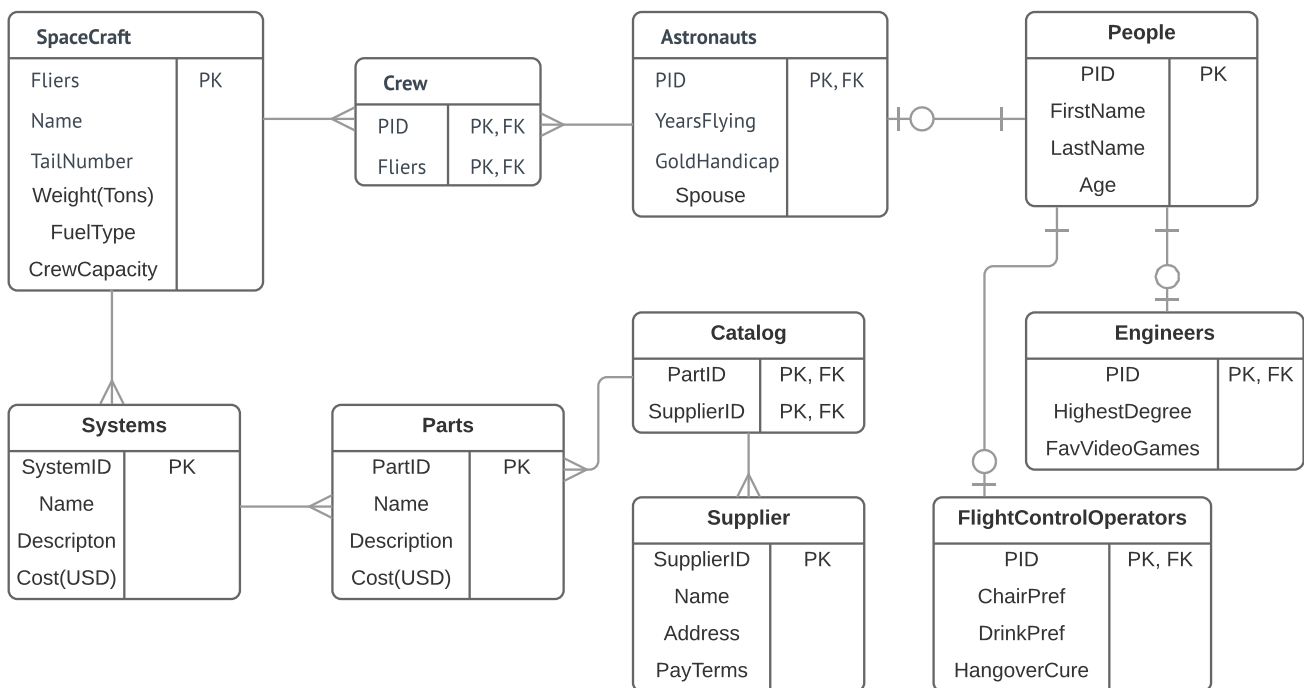 SpaceCraft
Fliers PK
Name
TailNumber
Weight(Tons)
FuelType
CrewCapacity
Crew
PID PK, FK
Fliers PK, FK
Astronauts
PID PK, FK
YearsFlying
GoldHandicap
Spouse
People
PID PK
FirstName
LastName
Age
Systems
SystemID PK
Name
Descripton
Cost(USD)
Parts
PartID PK
Name
Description
Cost(USD)
Catalog
PartID PK, FK
SupplierID PK, FK
Supplier
SupplierID PK
Name
Address
PayTerms
Engineers
PID PK, FK
HighestDegree
FavVideoGames
FlightControlOperators
PID PK, FK
ChairPref
DrinkPref
HangoverCure